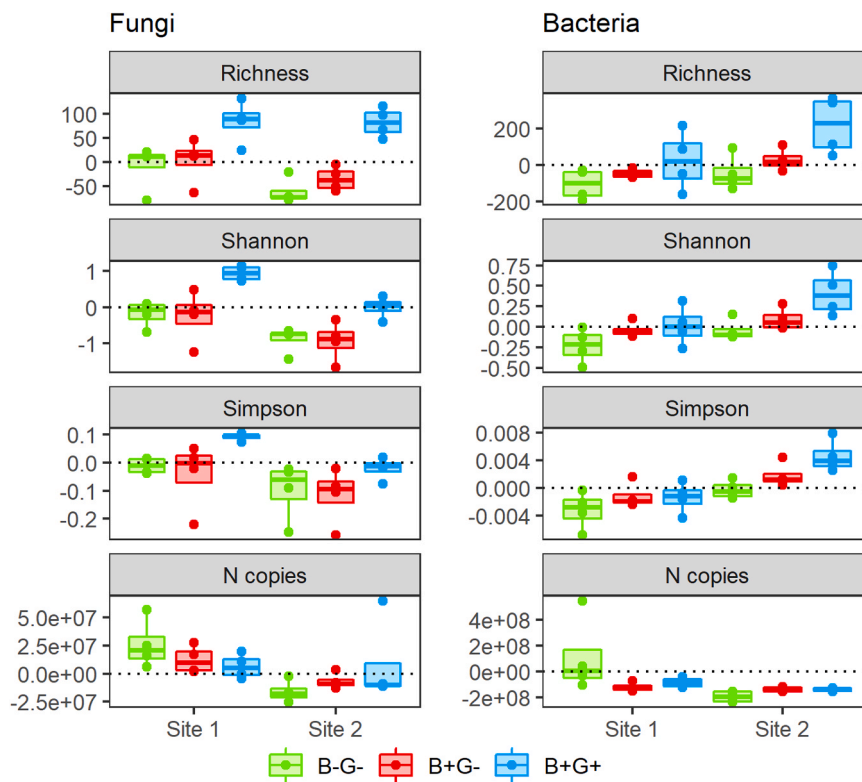 Fungi
Richness
100
50
0
-50
Shannon
1
0
-1
Simpson
0.1
0.0
-0.1
-0.2
N copies
5.0e+07
2.5e+07
0.0e+00
-2.5e+07
Site 1 Site 2
Bacteria
Richness
200
0
-200
Shannon
0.75
0.50
0.25
0.00
-0.25
-0.50
Simpson
0.008
0.004
0.000
-0.004
N copies
4e+08
2e+08
0e+00
-2e+08
Site 1 Site 2
B-G- B+G- B+G+